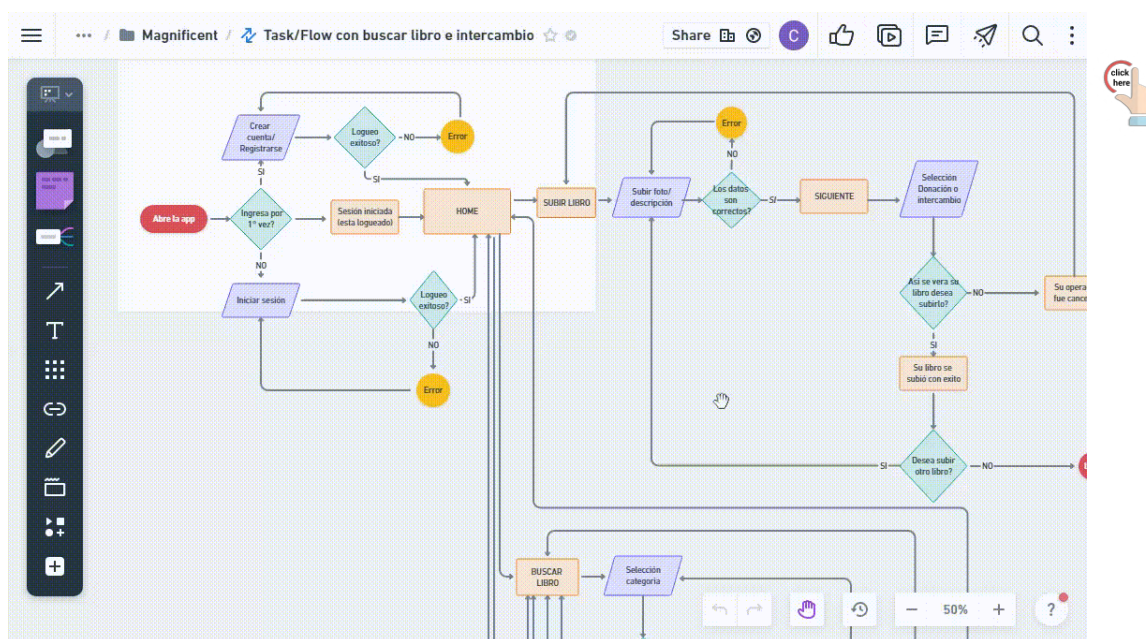 Magnificent / Task/Flow con buscar libro e intercambio
Share
C
50%
?
click
here
Abre la app
Ingresa por
1° vez?
SI
NO
Crear
cuenta/
Registrarse
Logueo
exitoso?
NO
Error
SI
Sesión iniciada
(esta logueado)
HOME
Iniciar sesión
Logueo
exitoso?
SI
NO
Error
SUBIR LIBRO
Subir foto/
descripción
Los datos
son
correctos?
NO
Error
SI
SIGUIENTE
Selección
Donación o
intercambio
Asi se vera su
libro desea
subirlo?
NO
Su opera
fue cance
SI
Su libro se
subió con exito
Desea subir
otro libro?
SI
NO
BUSCAR
LIBRO
Selección
categoria